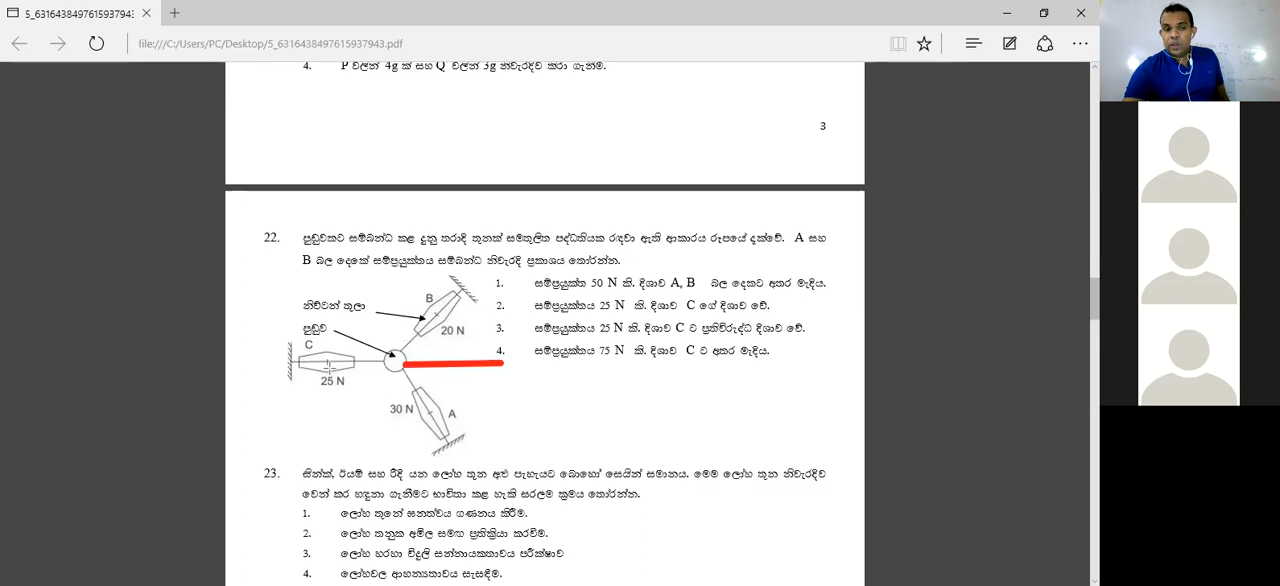 5_631643849761593794:
file:///C:/Users/PC/Desktop/5_6316438497615937943.pdf
4. P වලින් 4g ක් සහ Q වලින් 3g නිවැරදිව කිරා ගැනීම.
3
22. පුඩුවකට සම්බන්ධ කළ දුනු තරාදි තුනක් සමතුලිත පද්ධතියක රඳවා ඇති ආකාරය රූපයේ දැක්වේ. A සහ
B බල දෙකේ සම්ප්‍රයුක්තය සම්බන්ධ නිවැරදි ප්‍රකාශය තෝරන්න.
1. සම්ප්‍රයුක්ත 50 N කි. දිශාව A, B බල දෙකට අතර මැදිය.
2. සම්ප්‍රයුක්තය 25 N කි. දිශාව C ගේ දිශාව වේ.
3. සම්ප්‍රයුක්තය 25 N කි. දිශාව C ට ප්‍රතිවිරුද්ධ දිශාව වේ.
4. සම්ප්‍රයුක්තය 75 N කි. දිශාව C ට අතර මැදිය.
නිව්ටන් තුලා
පුඩුව
B
20 N
C
25 N
30 N
A
23. සින්ක්, ඊයම් සහ රිදී යන ලෝහ තුන අළු පැහැයට බොහෝ සෙයින් සමානය. මෙම ලෝහ තුන නිවැරදිව
වෙන් කර හඳුනා ගැනීමට භාවිතා කළ හැකි සරලම ක්‍රමය තෝරන්න.
1. ලෝහ තුනේ ඝනත්වය ගණනය කිරීම.
2. ලෝහ තනුක අම්ල සමඟ ප්‍රතික්‍රියා කරවීම.
3. ලෝහ හරහා විදුලි සන්නායකතාවය පරීක්ෂාව
4. ලෝහවල ආහන්‍යතාවය සැසඳීම.